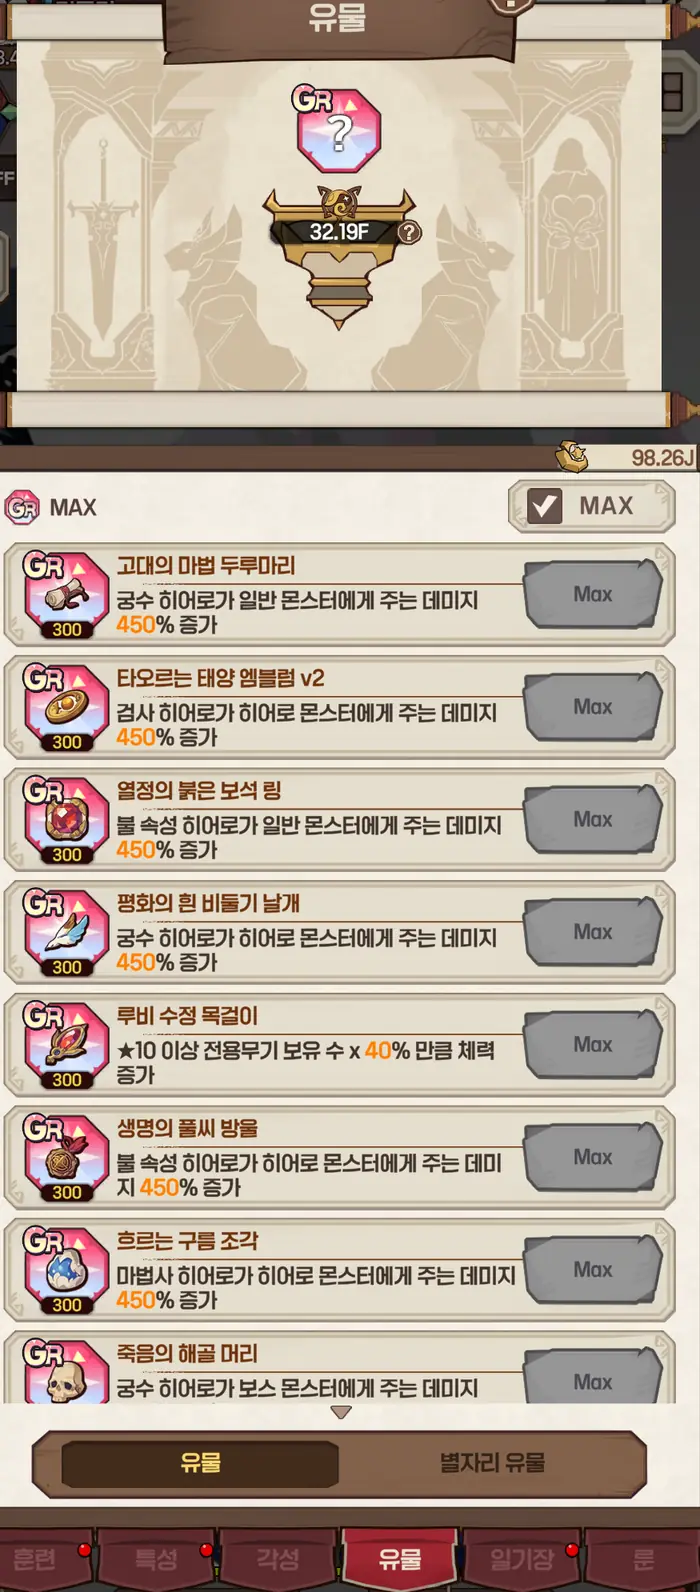 유물
GR
?
32.19F
?
98.26J
GR MAX
MAX
GR
300
고대의 마법 두루마리
궁수 히어로가 일반 몬스터에게 주는 데미지
450% 증가
Max
GR
300
타오르는 태양 엠블럼 v2
검사 히어로가 히어로 몬스터에게 주는 데미지
450% 증가
Max
GR
300
열정의 붉은 보석 링
불 속성 히어로가 일반 몬스터에게 주는 데미지
450% 증가
Max
GR
300
평화의 흰 비둘기 날개
궁수 히어로가 히어로 몬스터에게 주는 데미지
450% 증가
Max
GR
300
루비 수정 목걸이
★10 이상 전용무기 보유 수 x 40% 만큼 체력
증가
Max
GR
300
생명의 풀씨 방울
불 속성 히어로가 히어로 몬스터에게 주는 데미
지 450% 증가
Max
GR
300
흐르는 구름 조각
마법사 히어로가 히어로 몬스터에게 주는 데미지
450% 증가
Max
GR
죽음의 해골 머리
궁수 히어로가 보스 몬스터에게 주는 데미지
Max
유물
별자리 유물
훈련
특성
각성
유물
일기장
룬